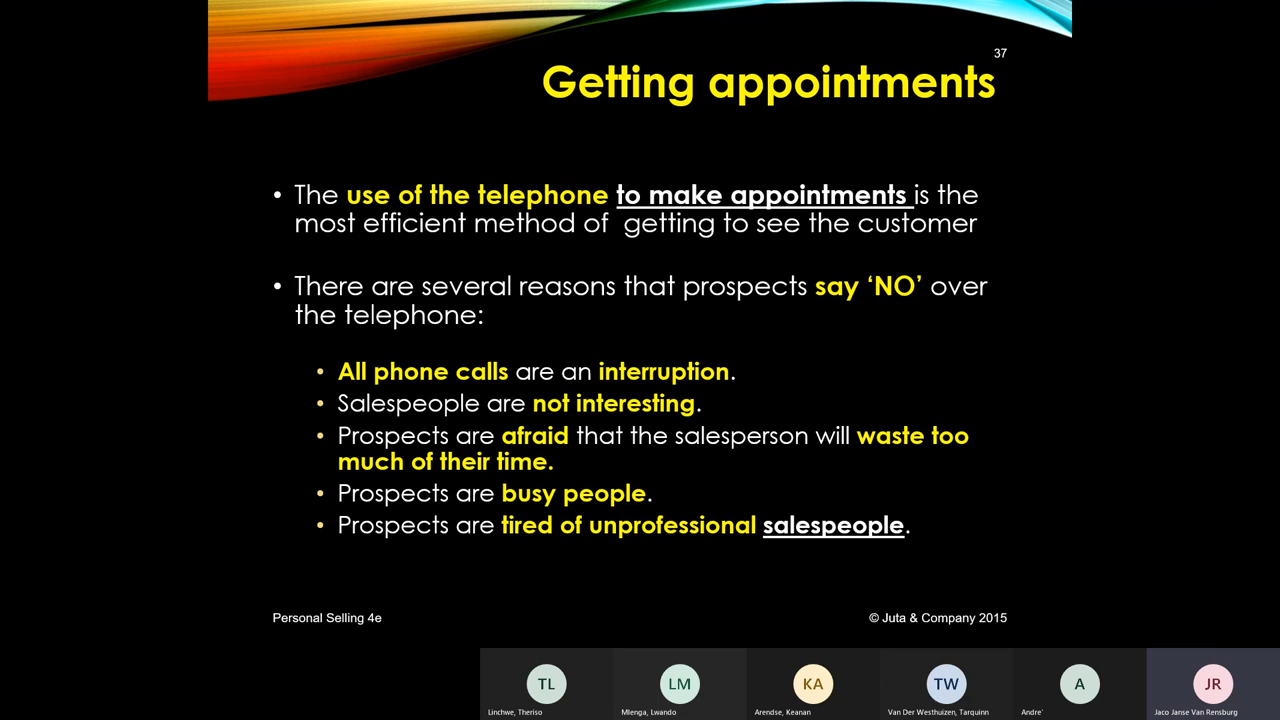 37
Getting appointments
• The use of the telephone to make appointments is the
most efficient method of getting to see the customer
• There are several reasons that prospects say ‘NO’ over
the telephone:
• All phone calls are an interruption.
• Salespeople are not interesting.
• Prospects are afraid that the salesperson will waste too
much of their time.
• Prospects are busy people.
• Prospects are tired of unprofessional salespeople.
Personal Selling 4e © Juta & Company 2015
TL LM KA TW A JR
Linchwe, Theriso Mlenga, Lwando Arendse, Keanan Van Der Westhuizen, Tarquinn Andre' Jaco Janse Van Rensburg